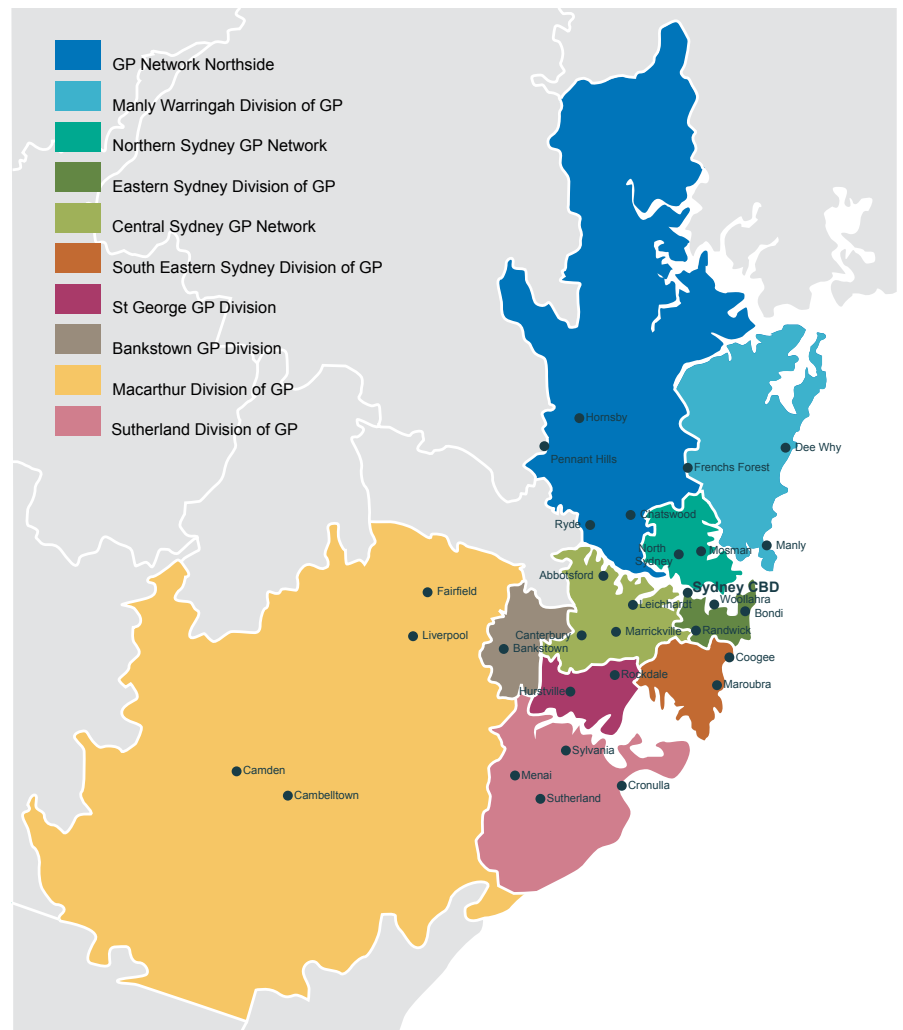 GP Network Northside
Manly Warringah Division of GP
Northern Sydney GP Network
Eastern Sydney Division of GP
Central Sydney GP Network
South Eastern Sydney Division of GP
St George GP Division
Bankstown GP Division
Macarthur Division of GP
Sutherland Division of GP
Hornsby
Pennant Hills
Dee Why
Frenchs Forest
Chatswood
Ryde
North
Sydney
Mosman
Manly
Abbotsford
Sydney CBD
Fairfield
Leichhardt
Woollahra
Bondi
Liverpool
Canterbury
Marrickville
Randwick
Bankstown
Coogee
Rockdale
Maroubra
Hurstville
Sylvania
Camden
Menai
Cronulla
Cambelltown
Sutherland